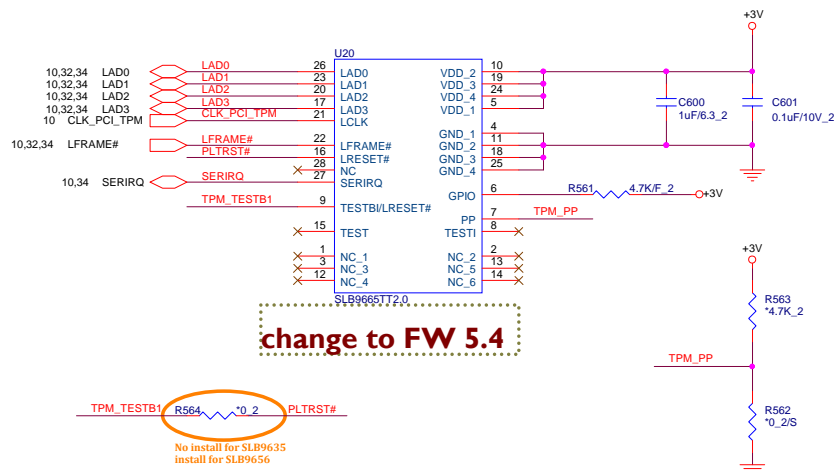 +3V
U20
10,32,34 LAD0 LAD0 26 LAD0 VDD_2 10
10,32,34 LAD1 LAD1 23 LAD1 VDD_3 19
10,32,34 LAD2 LAD2 20 LAD2 VDD_4 24
10,32,34 LAD3 LAD3 17 LAD3 VDD_1 5
10 CLK_PCI_TPM CLK_PCI_TPM 21 LCLK
C600
1uF/6.3_2
C601
0.1uF/10V_2
GND_1 4
10,32,34 LFRAME# LFRAME# 22 LFRAME# GND_2 11
PLTRST# 16 LRESET# GND_3 18
28 NC GND_4 25
10,34 SERIRQ SERIRQ 27 SERIRQ
GPIO 6 R561 4.7K/F_2 +3V
TPM_TESTB1 9 TESTBI/LRESET#
PP 7 TPM_PP
15 TEST TESTI 8
1 NC_1 NC_2 2
3 NC_3 NC_5 13
12 NC_4 NC_6 14
SLB9665TT2.0
change to FW 5.4
+3V
R563
*4.7K_2
TPM_PP
R562
*0_2/S
TPM_TESTB1 R564 *0_2 PLTRST#
No install for SLB9635
install for SLB9656